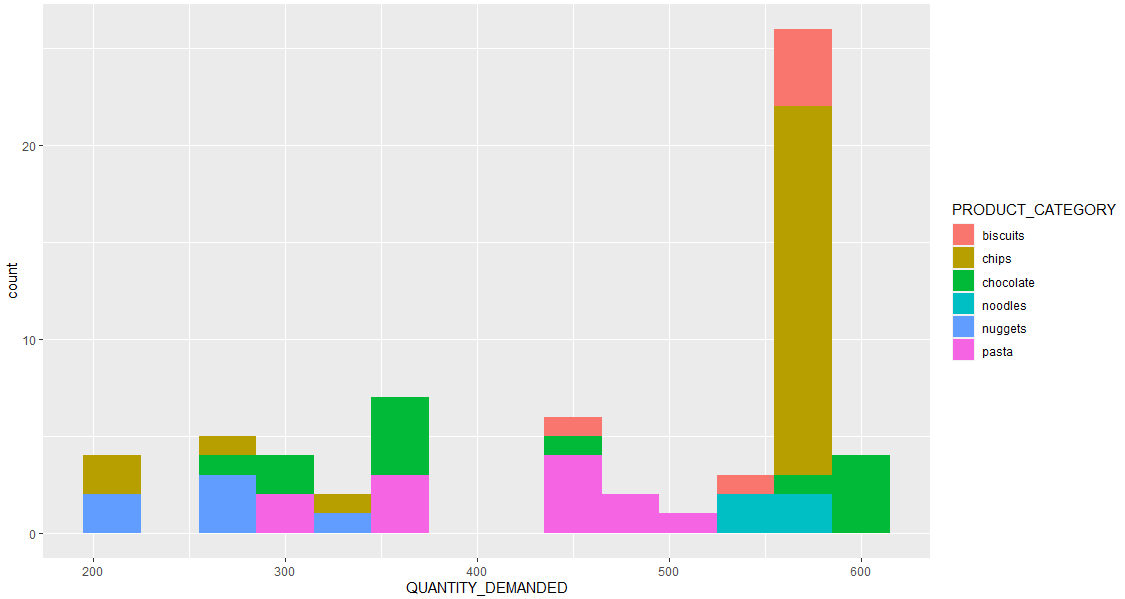 20
10
0
count
200 300 400 500 600
QUANTITY_DEMANDED
PRODUCT_CATEGORY
biscuits
chips
chocolate
noodles
nuggets
pasta